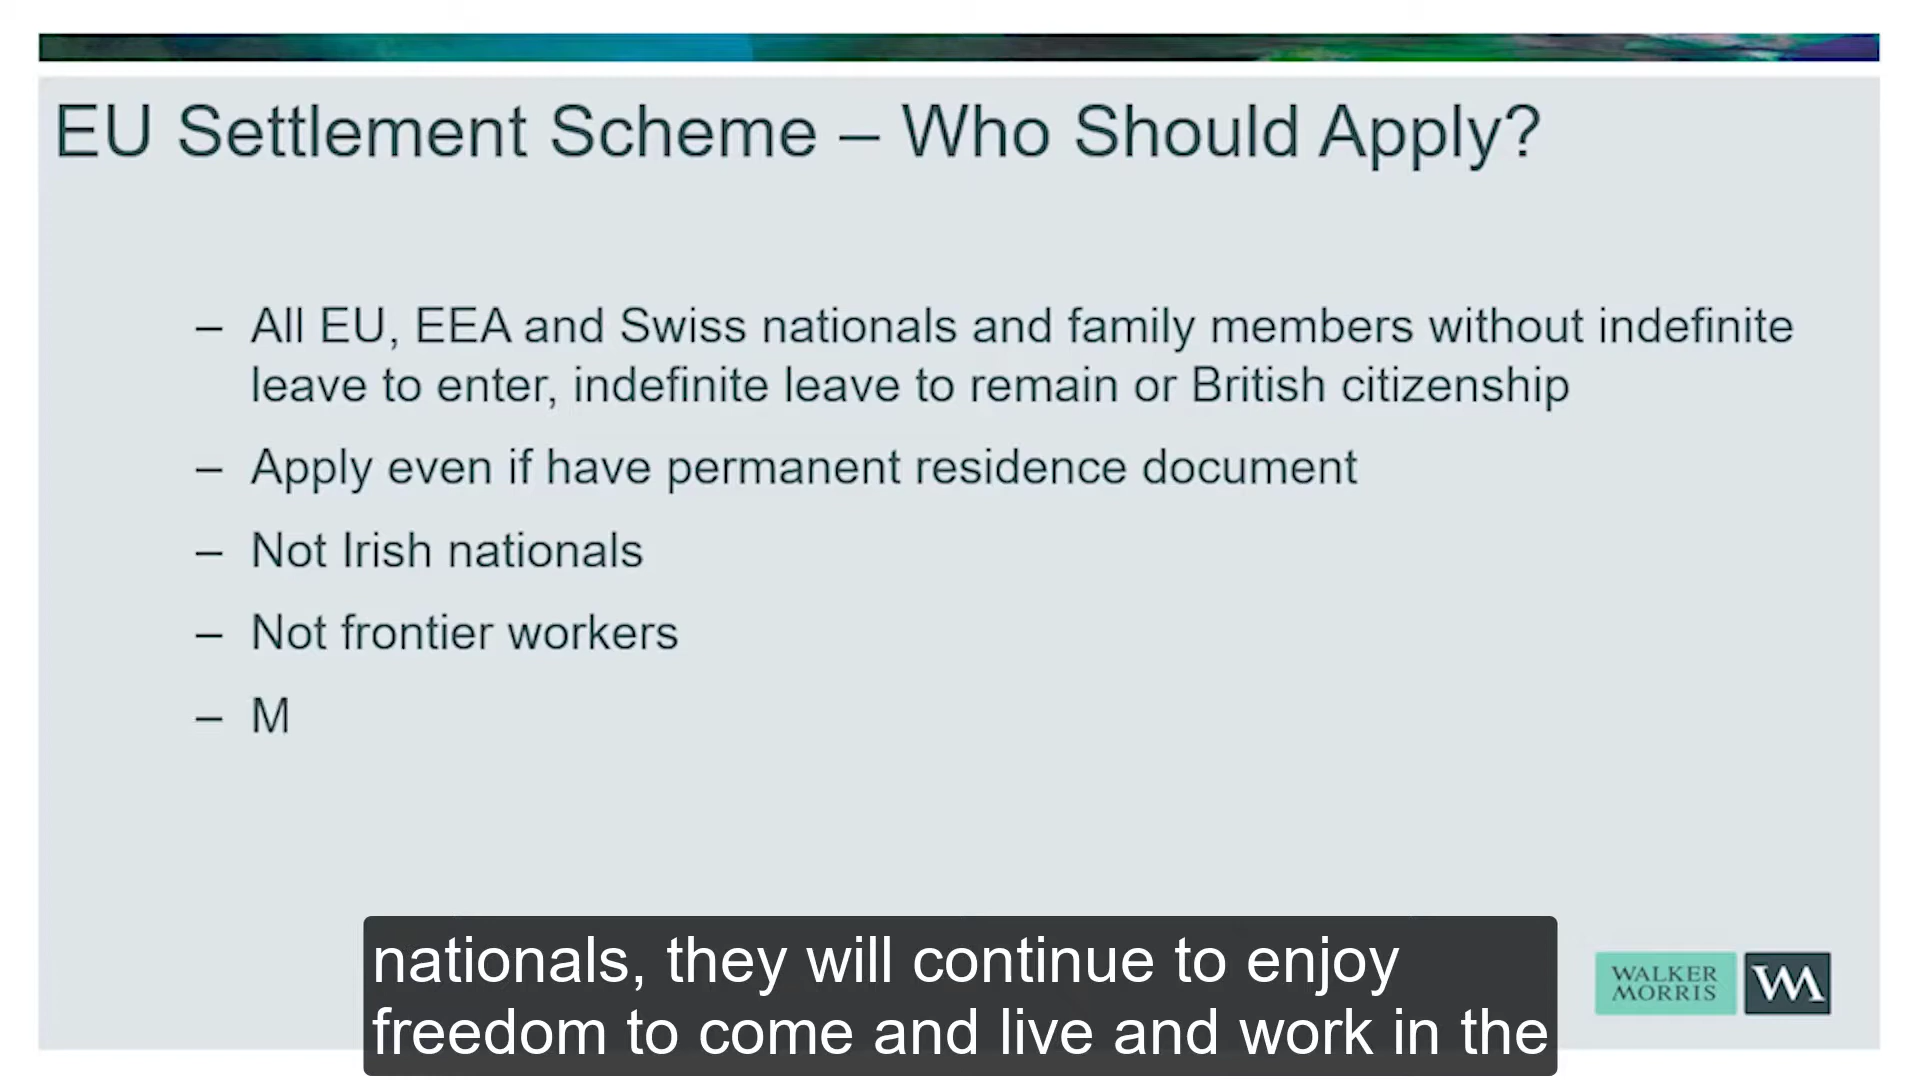 EU Settlement Scheme – Who Should Apply?
– All EU, EEA and Swiss nationals and family members without indefinite
leave to enter, indefinite leave to remain or British citizenship
– Apply even if have permanent residence document
– Not Irish nationals
– Not frontier workers
– M
nationals, they will continue to enjoy
freedom to come and live and work in the
WALKER
MORRIS
WM